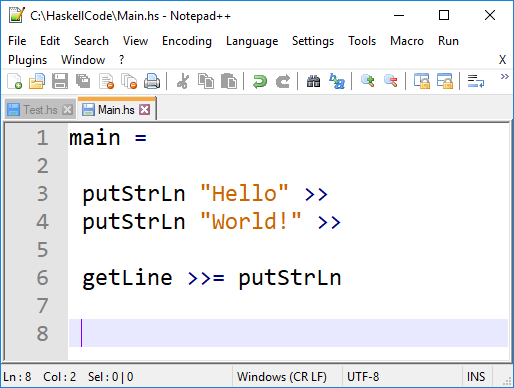 C:\HaskellCode\Main.hs - Notepad++
File Edit Search View Encoding Language Settings Tools Macro Run
Plugins Window ? X
Test.hs Main.hs
1 main =
2
3 putStrLn "Hello" >>
4 putStrLn "World!" >>
5
6 getLine >>= putStrLn
7
8
Ln : 8 Col : 2 Sel : 0 | 0 Windows (CR LF) UTF-8 INS